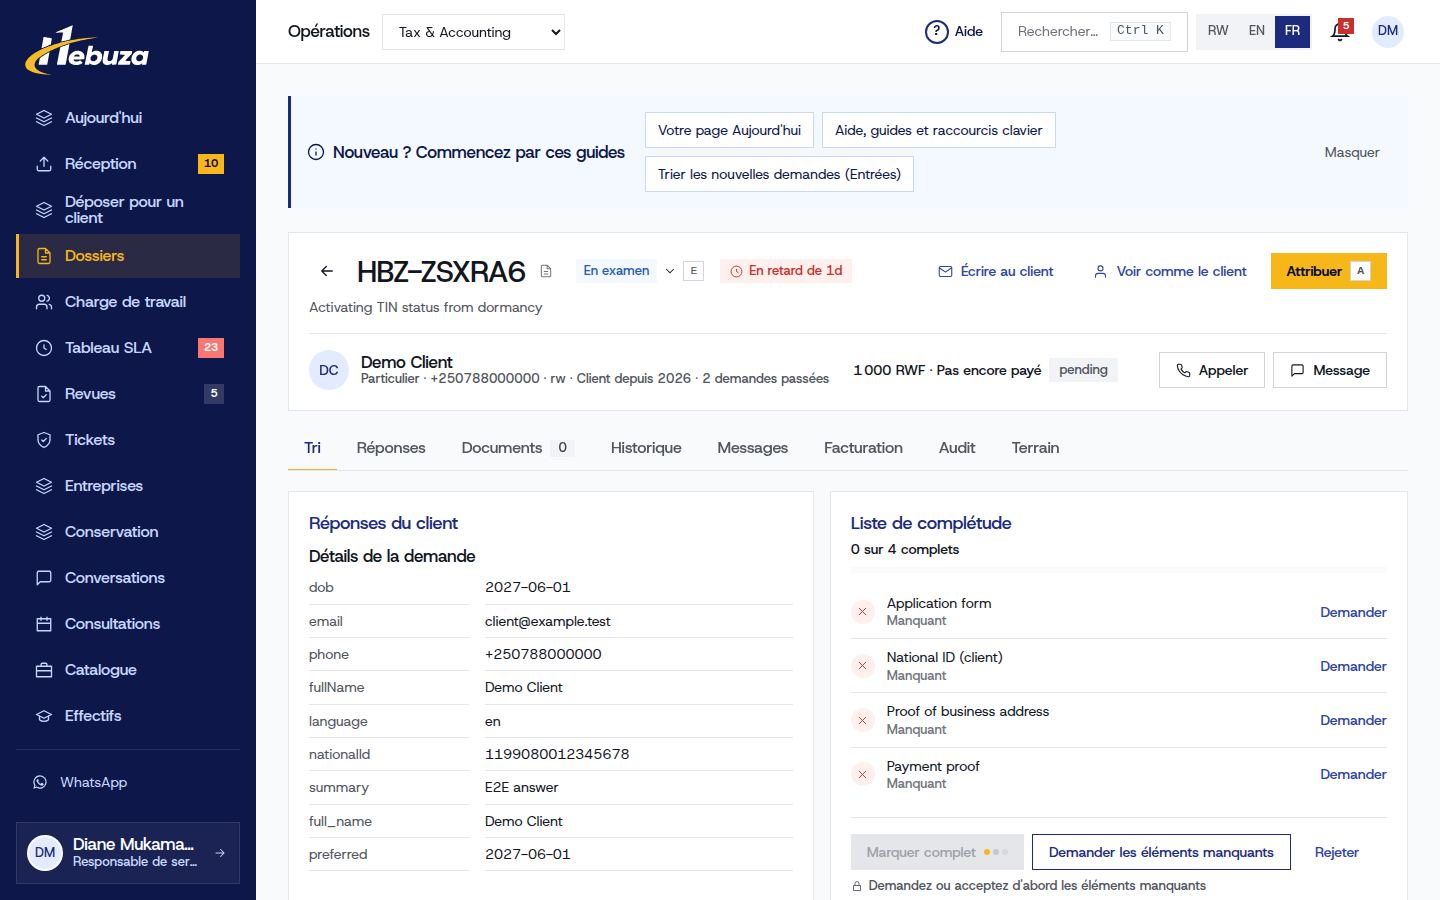 Hebuza
Opérations
Tax & Accounting
? Aide
Rechercher…
Ctrl K
RW
EN
FR
5
DM
Aujourd'hui
Réception
10
Déposer pour un
client
Dossiers
Charge de travail
Tableau SLA
23
Revues
5
Tickets
Entreprises
Conservation
Conversations
Consultations
Catalogue
Effectifs
WhatsApp
DM
Diane Mukama…
Responsable de ser…
Nouveau ? Commencez par ces guides
Votre page Aujourd'hui
Aide, guides et raccourcis clavier
Trier les nouvelles demandes (Entrées)
Masquer
HBZ-ZSXRA6
En examen
E
En retard de 1d
Écrire au client
Voir comme le client
Attribuer
A
Activating TIN status from dormancy
DC
Demo Client
Particulier · +250788000000 · rw · Client depuis 2026 · 2 demandes passées
1 000 RWF · Pas encore payé
pending
Appeler
Message
Tri
Réponses
Documents
0
Historique
Messages
Facturation
Audit
Terrain
Réponses du client
Détails de la demande
dob 2027-06-01
email client@example.test
phone +250788000000
fullName Demo Client
language en
nationalId 1199080012345678
summary E2E answer
full_name Demo Client
preferred 2027-06-01
Liste de complétude
0 sur 4 complets
Application form
Manquant
Demander
National ID (client)
Manquant
Demander
Proof of business address
Manquant
Demander
Payment proof
Manquant
Demander
Marquer complet
Demander les éléments manquants
Rejeter
Demandez ou acceptez d'abord les éléments manquants